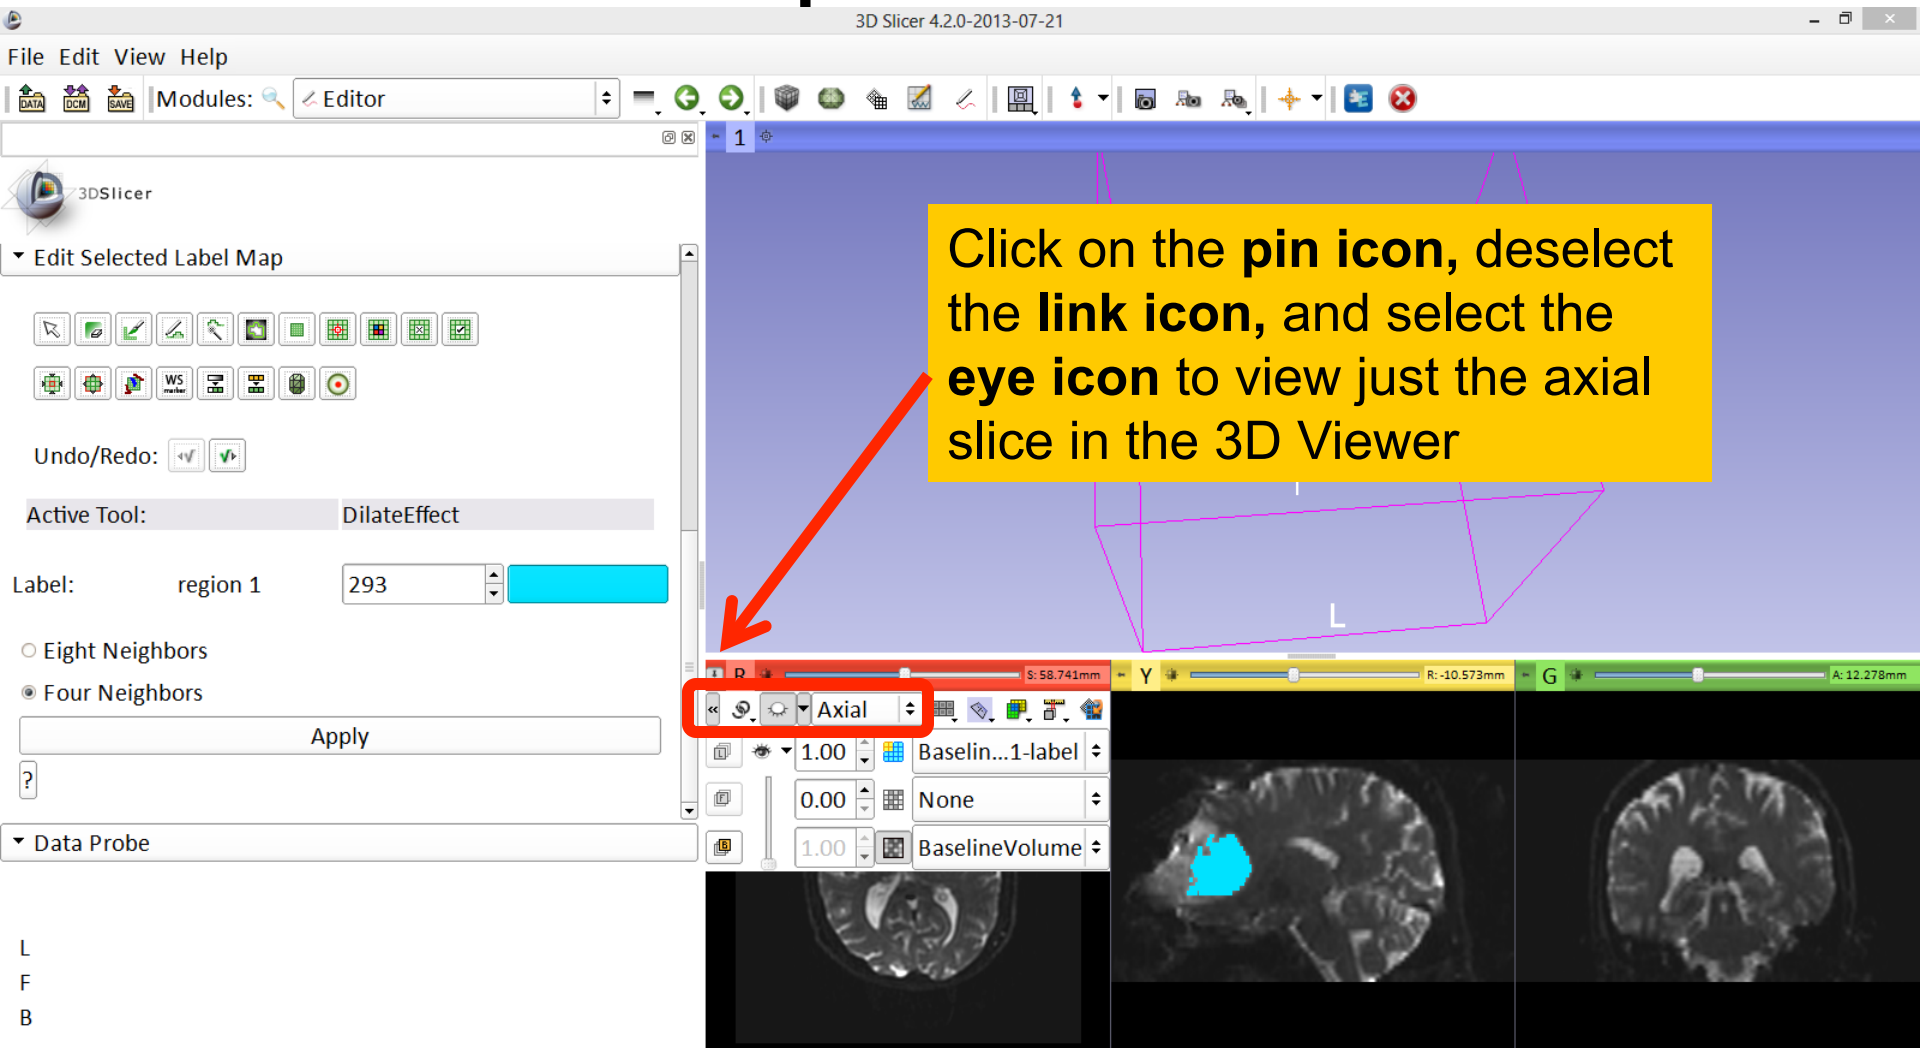 3D Slicer 4.2.0-2013-07-21
File Edit View Help
DATA DCM SAVE Modules: Editor
1
3DSlicer
Edit Selected Label Map
WS
Undo/Redo:
Active Tool: DilateEffect
Label: region 1 293
Eight Neighbors
Four Neighbors
Apply
?
Data Probe
L
F
B
Click on the pin icon, deselect
the link icon, and select the
eye icon to view just the axial
slice in the 3D Viewer
L
R S: 58.741mm
Y R: -10.573mm
G A: 12.278mm
Axial
1.00 Baselin...1-label
0.00 None
B 1.00 BaselineVolume